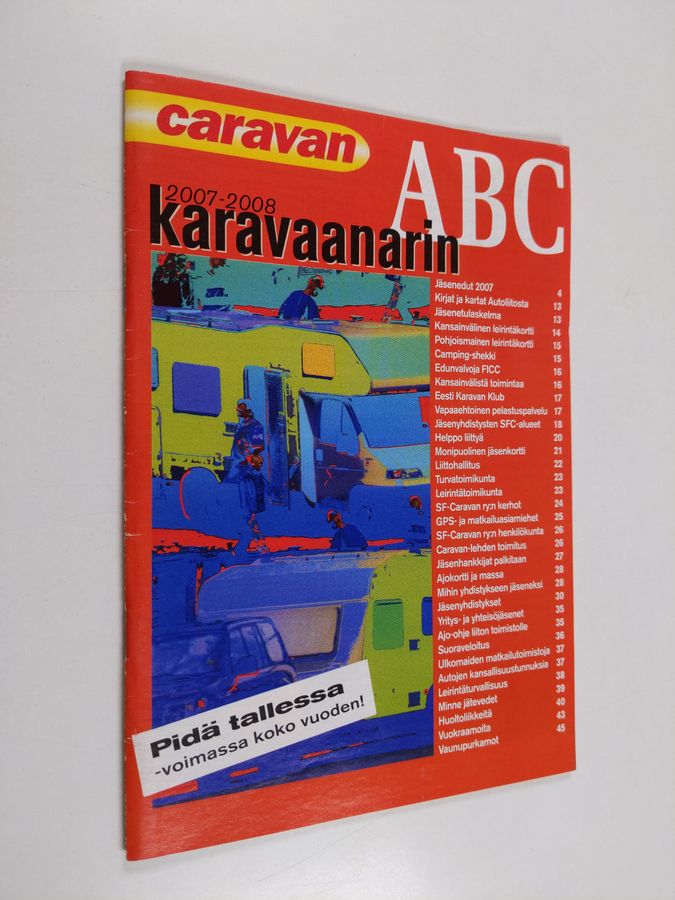 caravan
ABC
2007-2008
karavaanarin
Jäsenedut 2007 4
Kirjat ja kartat Autoliitosta 13
Jäsenetulaskelma 13
Kansainvälinen leirintäkortti 14
Pohjoismainen leirintäkortti 15
Camping-shekki 15
Edunvalvoja FICC 16
Kansainvälistä toimintaa 16
Eesti Karavan Klub 17
Vapaaehtoinen pelastuspalvelu 17
Jäsenyhdistysten SFC-alueet 18
Helppo liittyä 20
Monipuolinen jäsenkortti 21
Liittohallitus 22
Turvatoimikunta 23
Leirintätoimikunta 23
SF-Caravan ry:n kerhot 24
GPS- ja matkailuasiamiehet 25
SF-Caravan ry:n henkilökunta 26
Caravan-lehden toimitus 26
Jäsenhankkijat palkitaan 27
Ajokortti ja massa 28
Mihin yhdistykseen jäseneksi 28
Jäsenyhdistykset 30
Yritys- ja yhteisöjäsenet 35
Ajo-ohje liiton toimistolle 35
Suoraveloitus 36
Ulkomaiden matkailutoimistoja 37
Autojen kansallisuustunnuksia 37
Leirintäturvallisuus 38
Minne jätevedet 39
Huoltoliikkeitä 40
Vuokraamoita 43
Vaunupurkamot 45
Pidä tallessa
-voimassa koko vuoden!